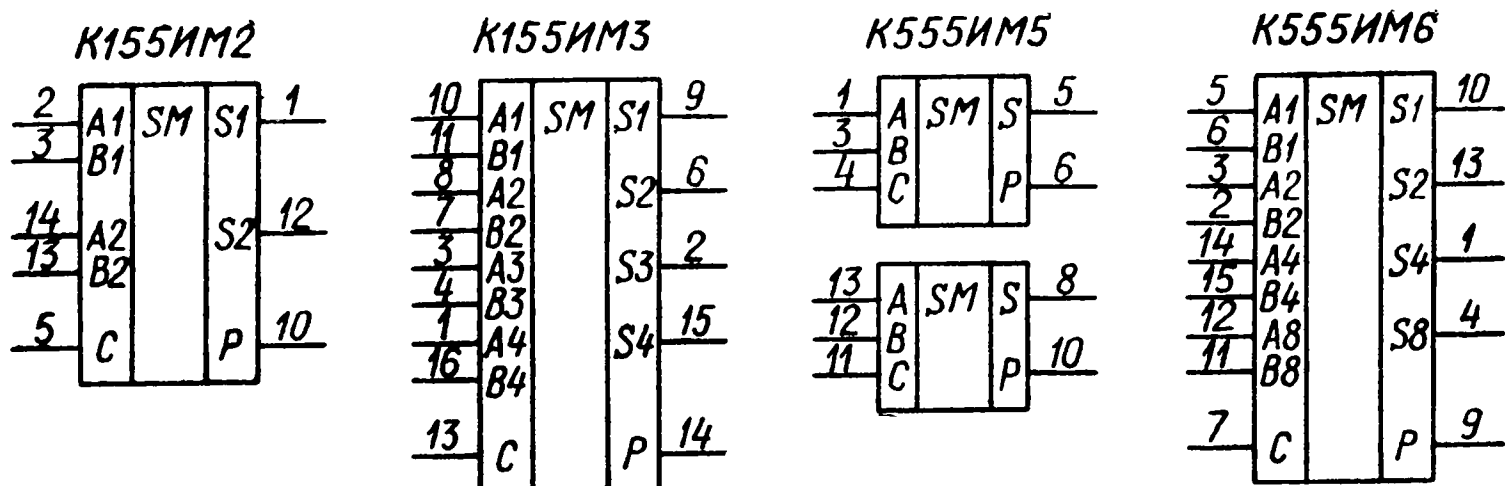 К155ИМ2
2 A1 SM S1 1
3 B1
14 A2 S2 12
13 B2
5 C P 10
К155ИМ3
10 A1 SM S1 9
11 B1
8 A2 S2 6
7 B2
3 A3 S3 2
4 B3
1 A4 S4 15
16 B4
13 C P 14
К555ИМ5
1 A SM S 5
3 B
4 C P 6
13 A SM S 8
12 B
11 C P 10
К555ИМ6
5 A1 SM S1 10
6 B1
3 A2 S2 13
2 B2
14 A4 S4 1
15 B4
12 A8 S8 4
11 B8
7 C P 9